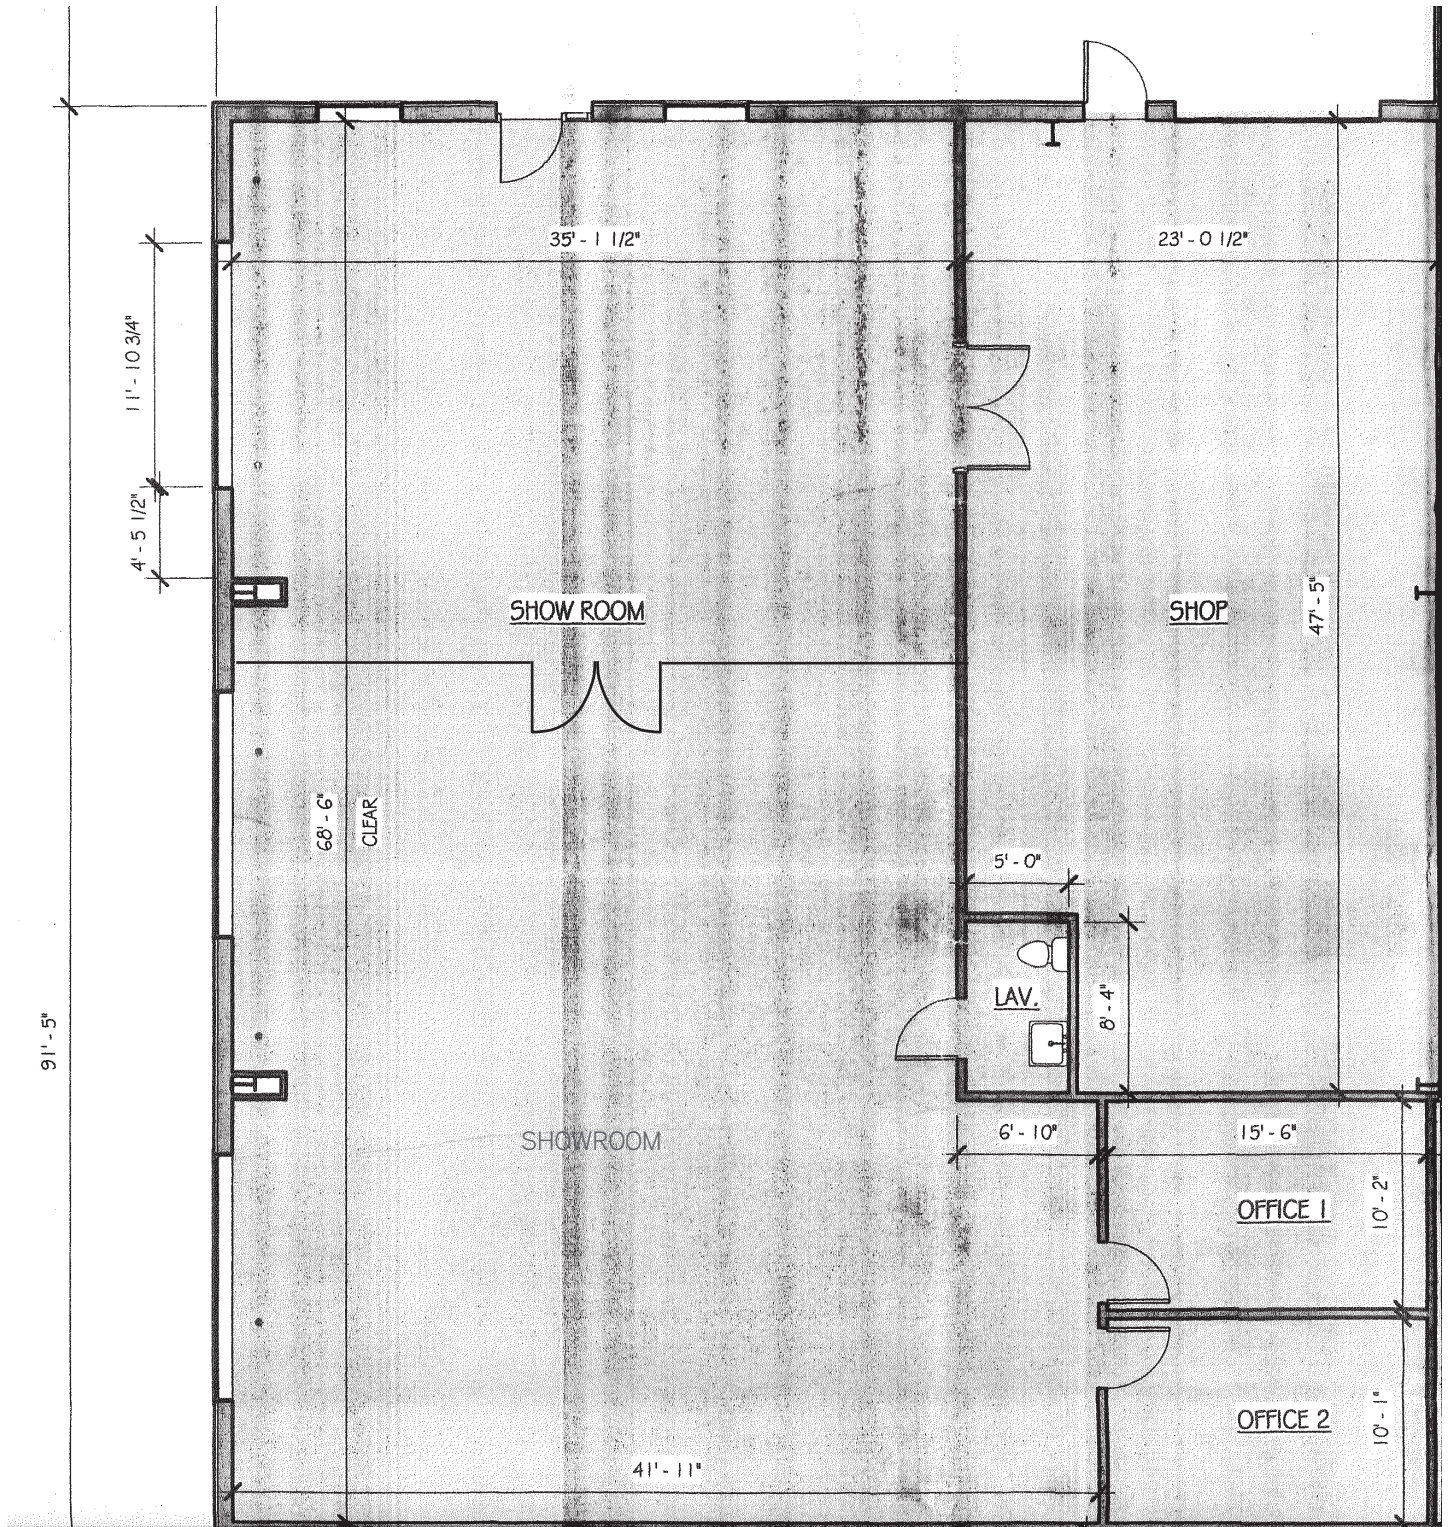 35' - 1 1/2"
23' - 0 1/2"
11' - 10 3/4"
4' - 5 1/2"
SHOW ROOM
SHOP
47' - 5"
68' - 6"
CLEAR
5' - 0"
LAV.
8' - 4"
91' - 5"
SHOWROOM
6' - 10"
15' - 6"
OFFICE 1
10' - 2"
OFFICE 2
10' - 1"
41' - 11"